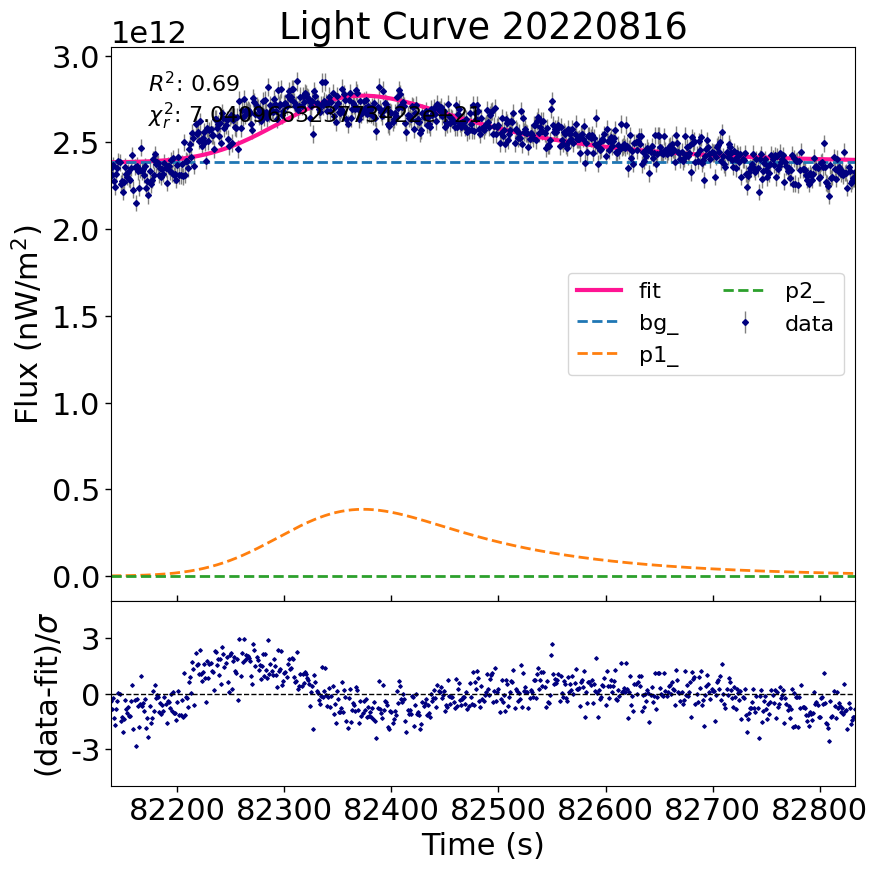 Light Curve 20220816
1e12
3.0
2.5
2.0
1.5
1.0
0.5
0.0
Flux (nW/m²)
R²: 0.69
fit
bg_
p1_
p2_
data
3
0
-3
(data-fit)/σ
82200 82300 82400 82500 82600 82700 82800
Time (s)